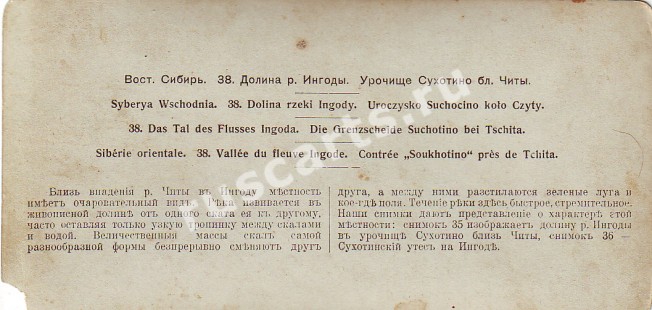 Вост. Сибирь. 38. Долина р. Ингоды. Урочище Сухотино бл. Читы.
Syberya Wschodnia. 38. Dolina rzeki Ingody. Uroczysko Suchocino koło Czyty.
38. Das Tal des Flusses Ingoda. Die Grenzscheide Suchotino bei Tschita.
Sibérie orientale. 38. Vallée du fleuve Ingode. Contrée „Soukhotino" près de Tchita.
Близь впаденія р. Читы въ Ингоду мѣстность
имѣетъ очаровательный видъ. Рѣка извивается въ
живописной долинѣ отъ одного ската ея къ другому,
часто оставляя только узкую тропинку между скалами
и водой. Величественныя массы скалъ самой
разнообразной формы безпрерывно смѣняютъ другъ
друга, а между ними разстилаются зеленые луга и
кое-гдѣ поля. Теченіе рѣки здѣсь быстрое, стремительное.
Наши снимки даютъ представленіе о характерѣ этой
мѣстности: снимокъ 35 изображаетъ долину р. Ингоды
въ урочищѣ Сухотино близь Читы, снимокъ 36 —
Сухотинскій утесъ на Ингодѣ.
rescarts.ru